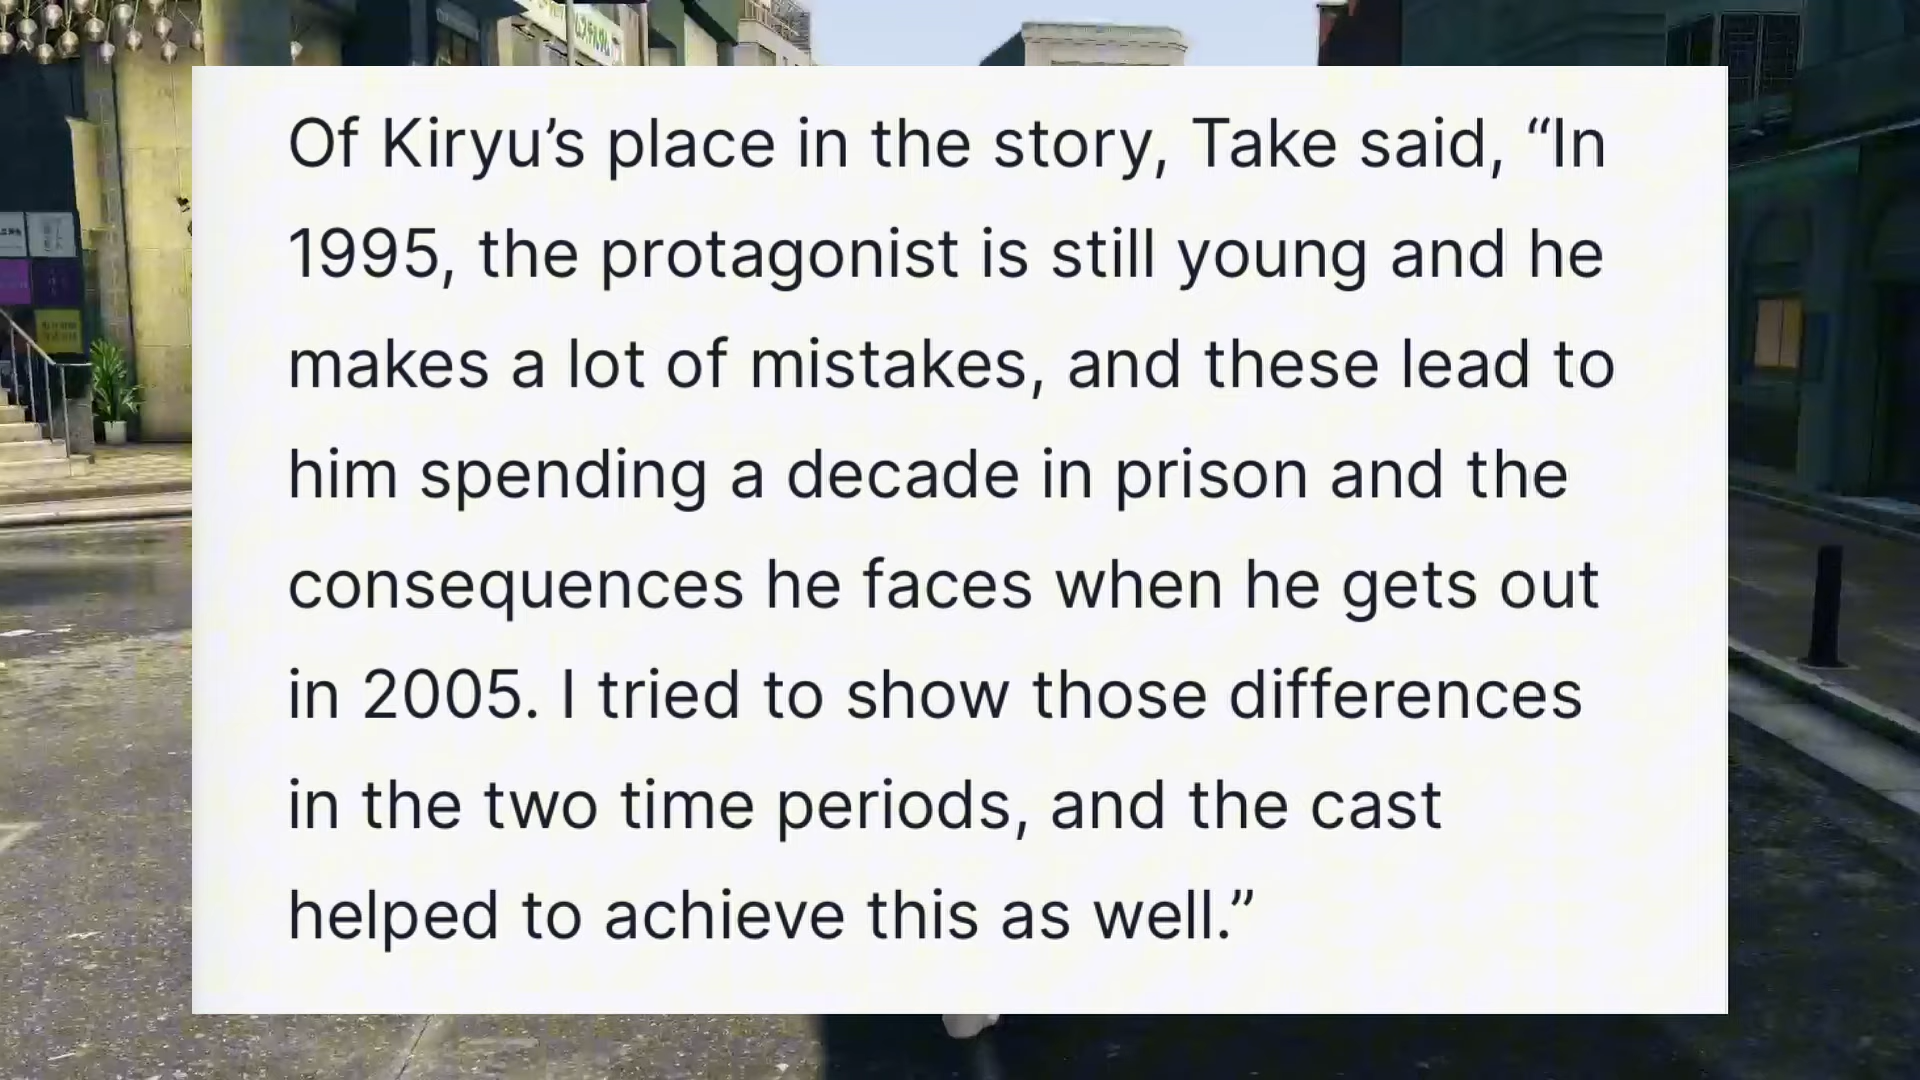 Of Kiryu’s place in the story, Take said, “In
1995, the protagonist is still young and he
makes a lot of mistakes, and these lead to
him spending a decade in prison and the
consequences he faces when he gets out
in 2005. I tried to show those differences
in the two time periods, and the cast
helped to achieve this as well.”